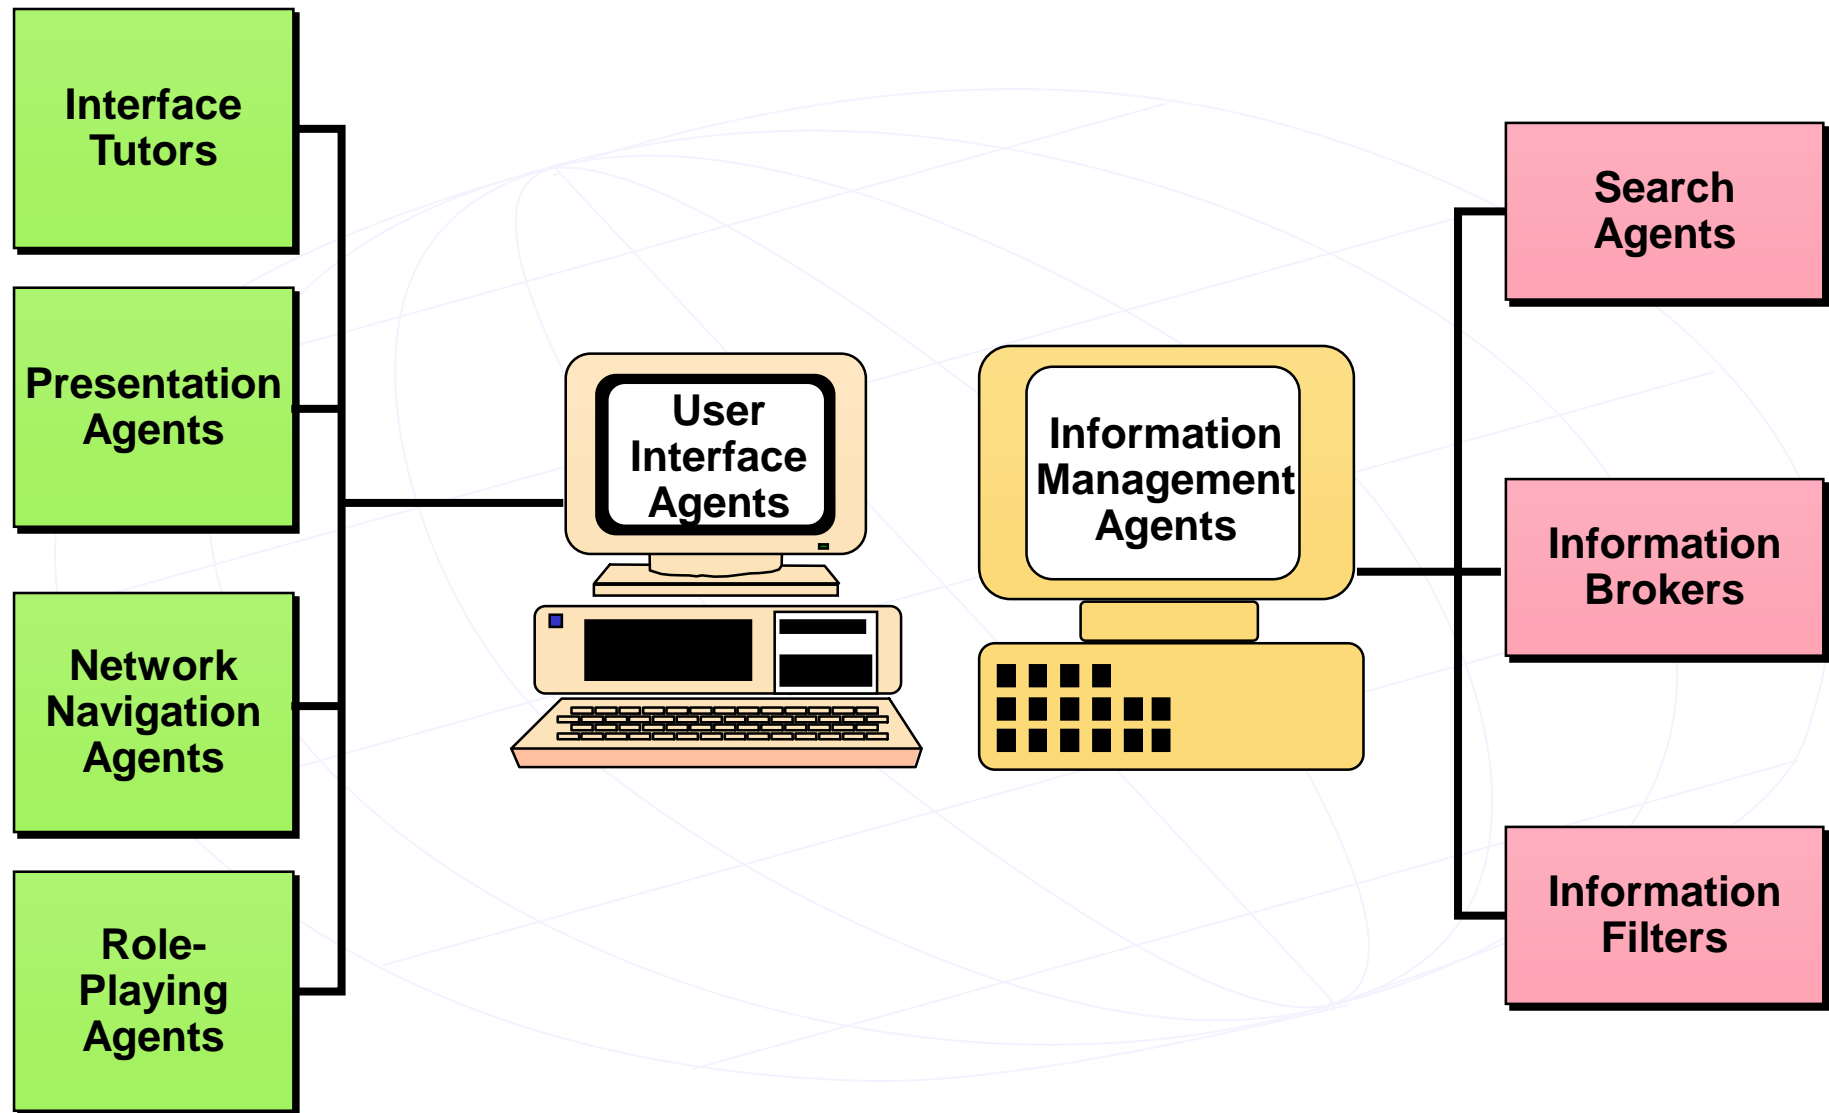 Interface
Tutors
Presentation
Agents
Network
Navigation
Agents
Role-
Playing
Agents
User
Interface
Agents
Information
Management
Agents
Search
Agents
Information
Brokers
Information
Filters